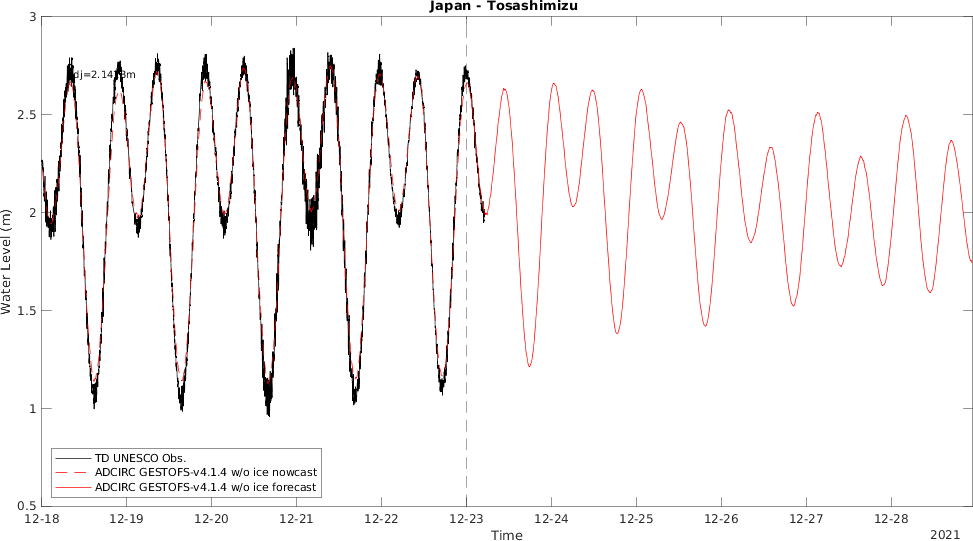 Japan - Tosashimizu
3
2.5
2
1.5
1
0.5
Water Level (m)
TD UNESCO Obs.
ADCIRC GESTOFS-v4.1.4 w/o ice nowcast
ADCIRC GESTOFS-v4.1.4 w/o ice forecast
12-18 12-19 12-20 12-21 12-22 12-23 12-24 12-25 12-26 12-27 12-28
Time
2021